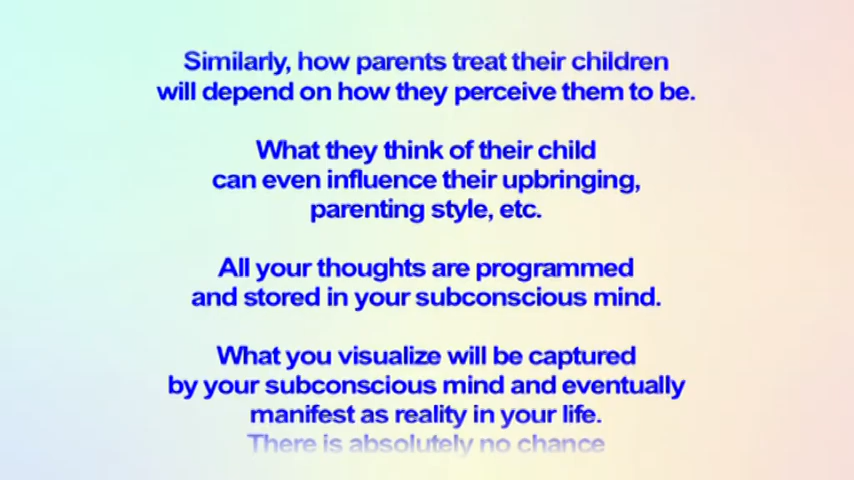 Similarly, how parents treat their children
will depend on how they perceive them to be.
What they think of their child
can even influence their upbringing,
parenting style, etc.
All your thoughts are programmed
and stored in your subconscious mind.
What you visualize will be captured
by your subconscious mind and eventually
manifest as reality in your life.
There is absolutely no chance